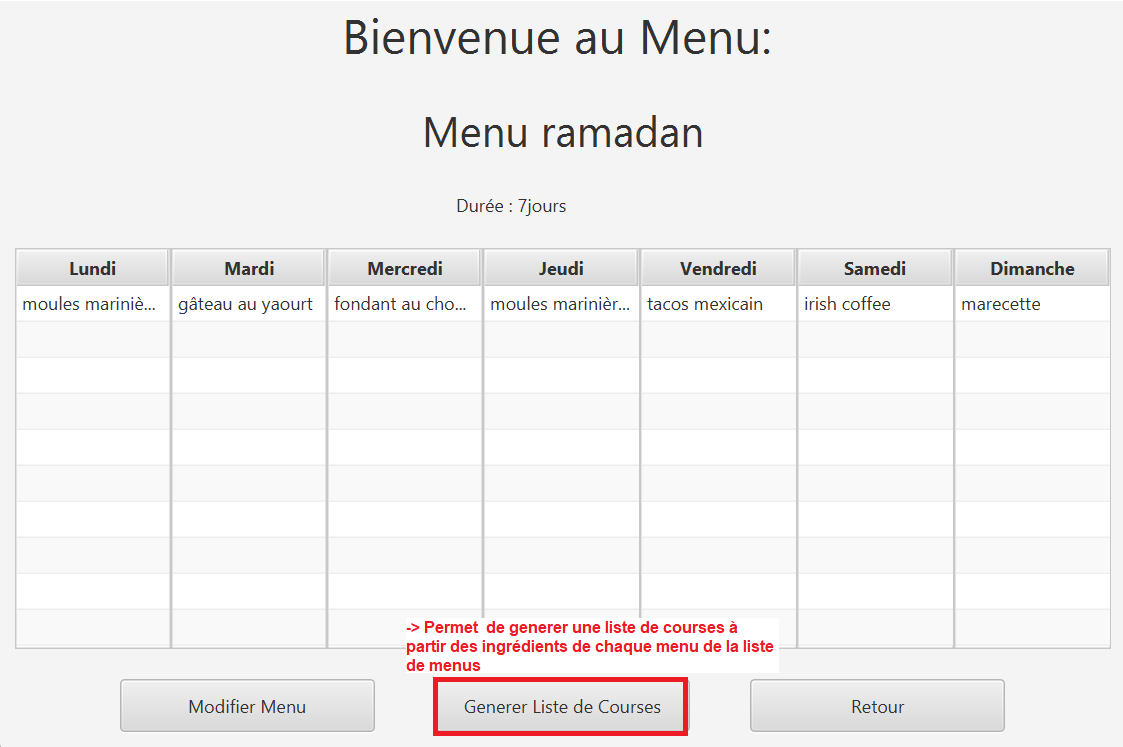 Bienvenue au Menu:
Menu ramadan
Durée : 7jours
Lundi Mardi Mercredi Jeudi Vendredi Samedi Dimanche
moules mariniè... gâteau au yaourt fondant au cho... moules marinièr... tacos mexicain irish coffee marecette
-> Permet de generer une liste de courses à
partir des ingrédients de chaque menu de la liste
de menus
Modifier Menu Generer Liste de Courses Retour